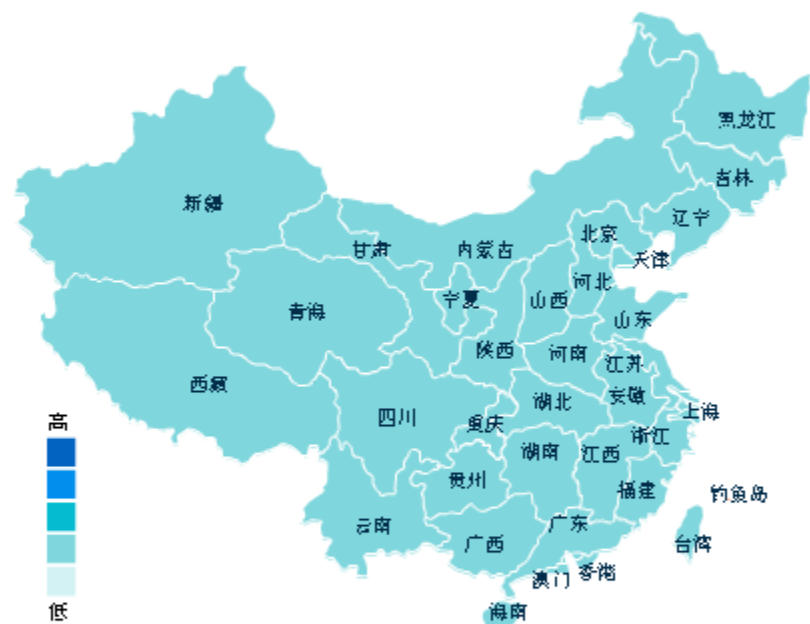 黑龙江
吉林
新疆
辽宁
北京
甘肃
内蒙古
天津
河北
宁夏
山西
青海
山东
陕西
河南
江苏
西藏
安徽
湖北
上海
四川
重庆
浙江
湖南
江西
高
贵州
福建
钓鱼岛
云南
广东
广西
台湾
香港
澳门
低
海南